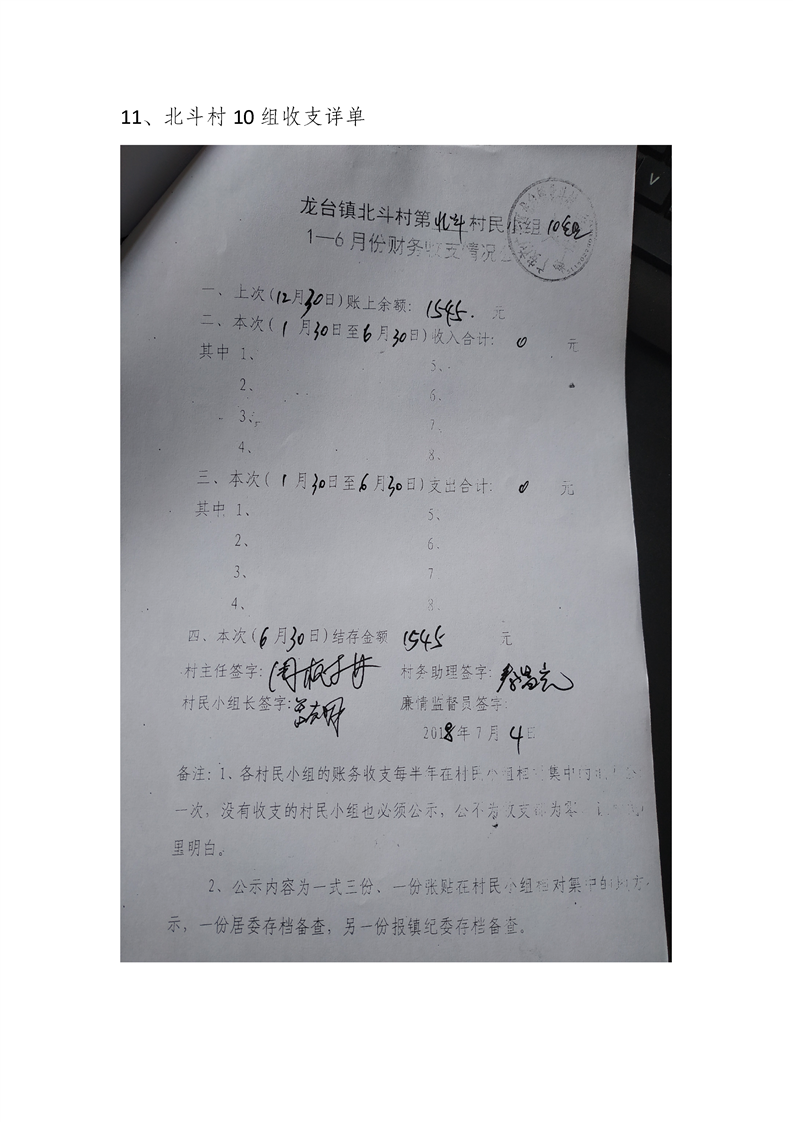 11、北斗村 10 组收支详单
龙台镇北斗村第北斗村民小组10组
1—6月份财务收支情况
一、上次(12月30日)账上余额: 1545. 元
二、本次(1月30日至6月30日)收入合计: 0 元
其中 1、 5、
2、 6.
3、 7、
4、 8.
三、本次(1月30日至6月30日)支出合计: 0 元
其中 1、 5、
2、 6.
3、 7
4、 8.
四、本次(6月30日)结存金额 1545 元
村主任签字: 村务助理签字:
村民小组长签字: 廉情监督员签字:
2018年7月4日
备注: 1、各村民小组的账务收支每半年在村民小组相对集中的
一次，没有收支的村民小组也必须公示，公不为收支 为零
里明白。
2、公示内容为一式三份、一份张贴在村民小组相对集中的地方
示，一份居委存档备查，另一份报镇纪委存档备查。